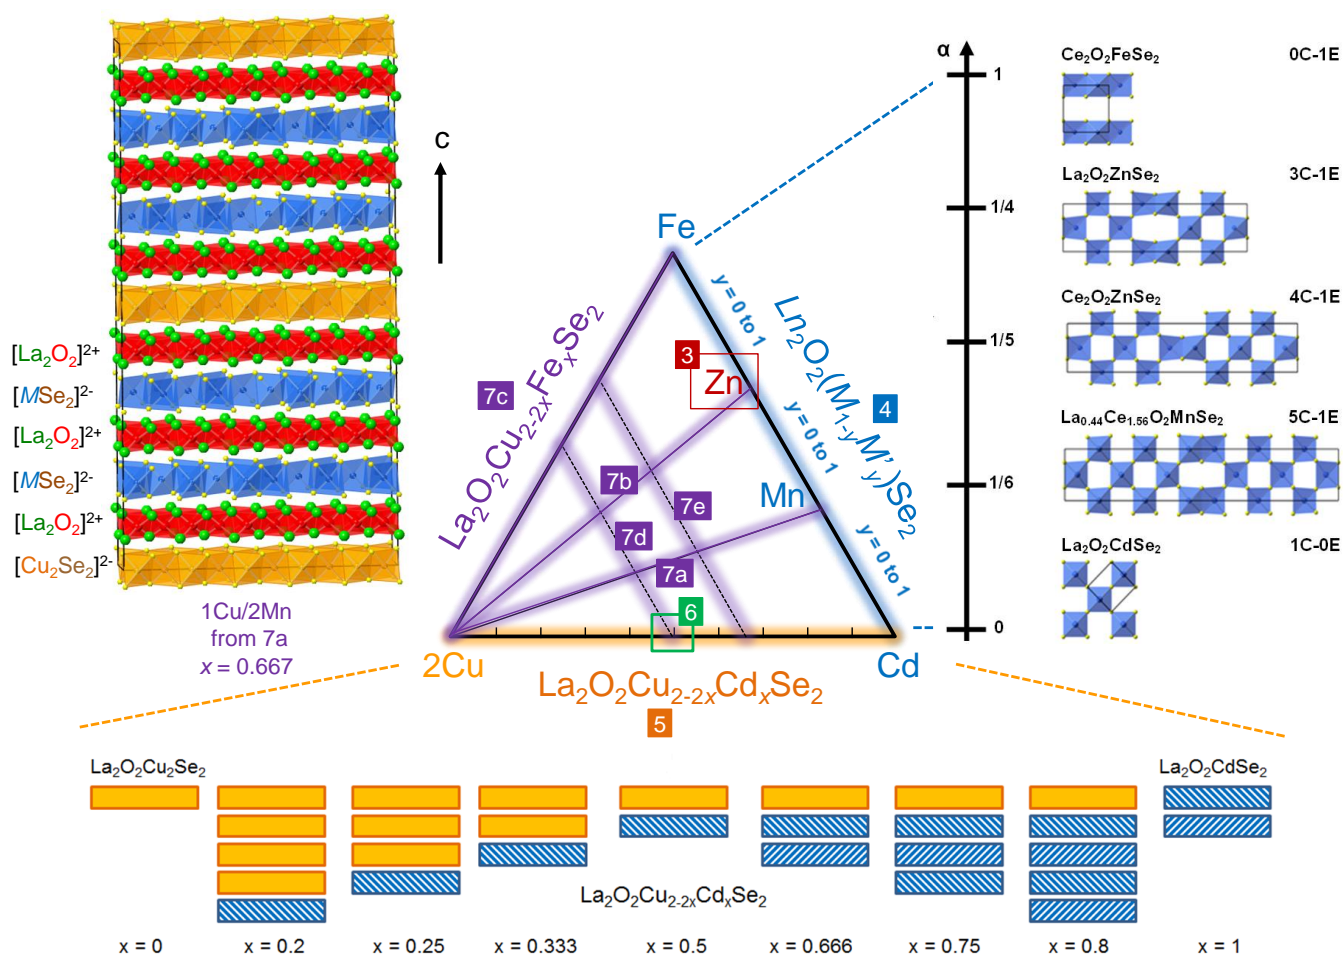 c
[La₂O₂]²⁺
[MSe₂]²⁻
[La₂O₂]²⁺
[MSe₂]²⁻
[La₂O₂]²⁺
[Cu₂Se₂]²⁻
1Cu/2Mn
from 7a
x = 0.667
Fe
3
Zn
Mn
2Cu
Cd
La₂O₂Cu₂₋₂ₓFeₓSe₂
7c
7b
7e
7d
7a
6
y = 0 to 1
y = 0 to 1
y = 0 to 1
Ln₂O₂(M₁₋yM'y)Se₂
4
La₂O₂Cu₂₋₂ₓCdₓSe₂
5
α
1
1/4
1/5
1/6
0
Ce₂O₂FeSe₂ 0C-1E
La₂O₂ZnSe₂ 3C-1E
Ce₂O₂ZnSe₂ 4C-1E
La₀.₄₄Ce₁.₅₆O₂MnSe₂ 5C-1E
La₂O₂CdSe₂ 1C-0E
La₂O₂Cu₂Se₂
La₂O₂CdSe₂
La₂O₂Cu₂₋₂ₓCdₓSe₂
x = 0 x = 0.2 x = 0.25 x = 0.333 x = 0.5 x = 0.666 x = 0.75 x = 0.8 x = 1